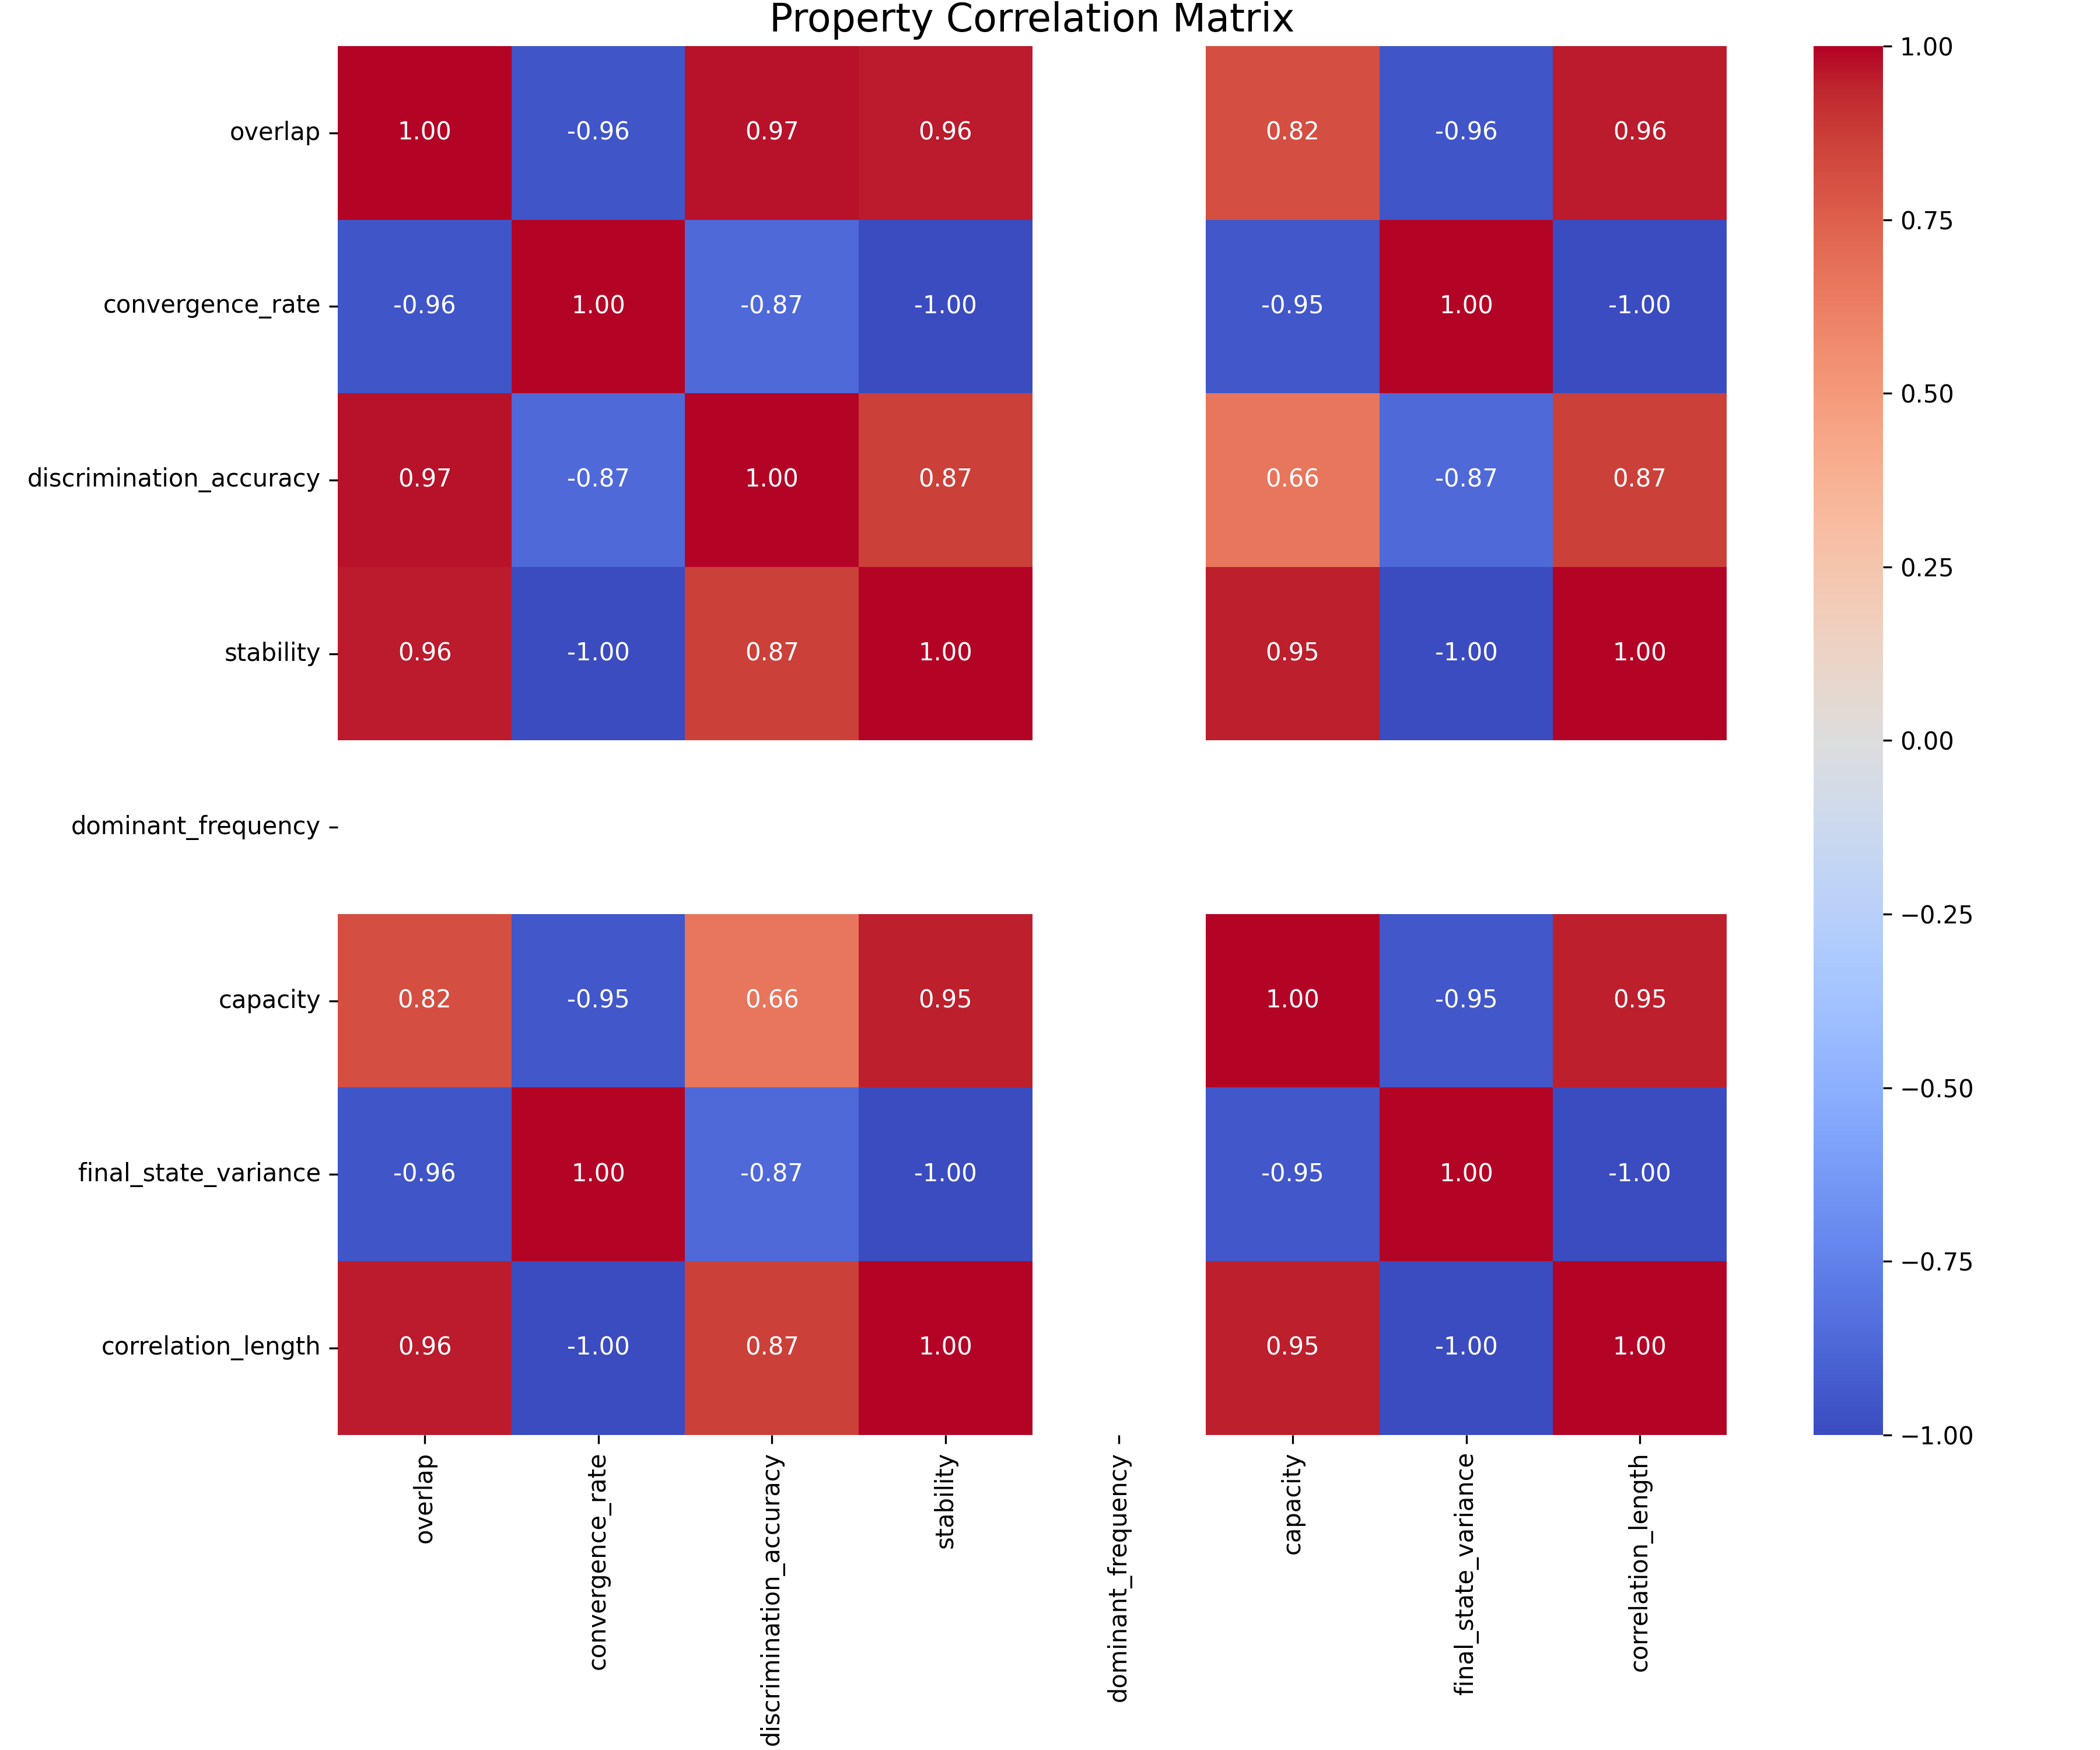 Property Correlation Matrix
overlap 1.00 -0.96 0.97 0.96 0.82 -0.96 0.96
convergence_rate -0.96 1.00 -0.87 -1.00 -0.95 1.00 -1.00
discrimination_accuracy 0.97 -0.87 1.00 0.87 0.66 -0.87 0.87
stability 0.96 -1.00 0.87 1.00 0.95 -1.00 1.00
dominant_frequency
capacity 0.82 -0.95 0.66 0.95 1.00 -0.95 0.95
final_state_variance -0.96 1.00 -0.87 -1.00 -0.95 1.00 -1.00
correlation_length 0.96 -1.00 0.87 1.00 0.95 -1.00 1.00
overlap
convergence_rate
discrimination_accuracy
stability
dominant_frequency
capacity
final_state_variance
correlation_length
1.00
0.75
0.50
0.25
0.00
−0.25
−0.50
−0.75
−1.00